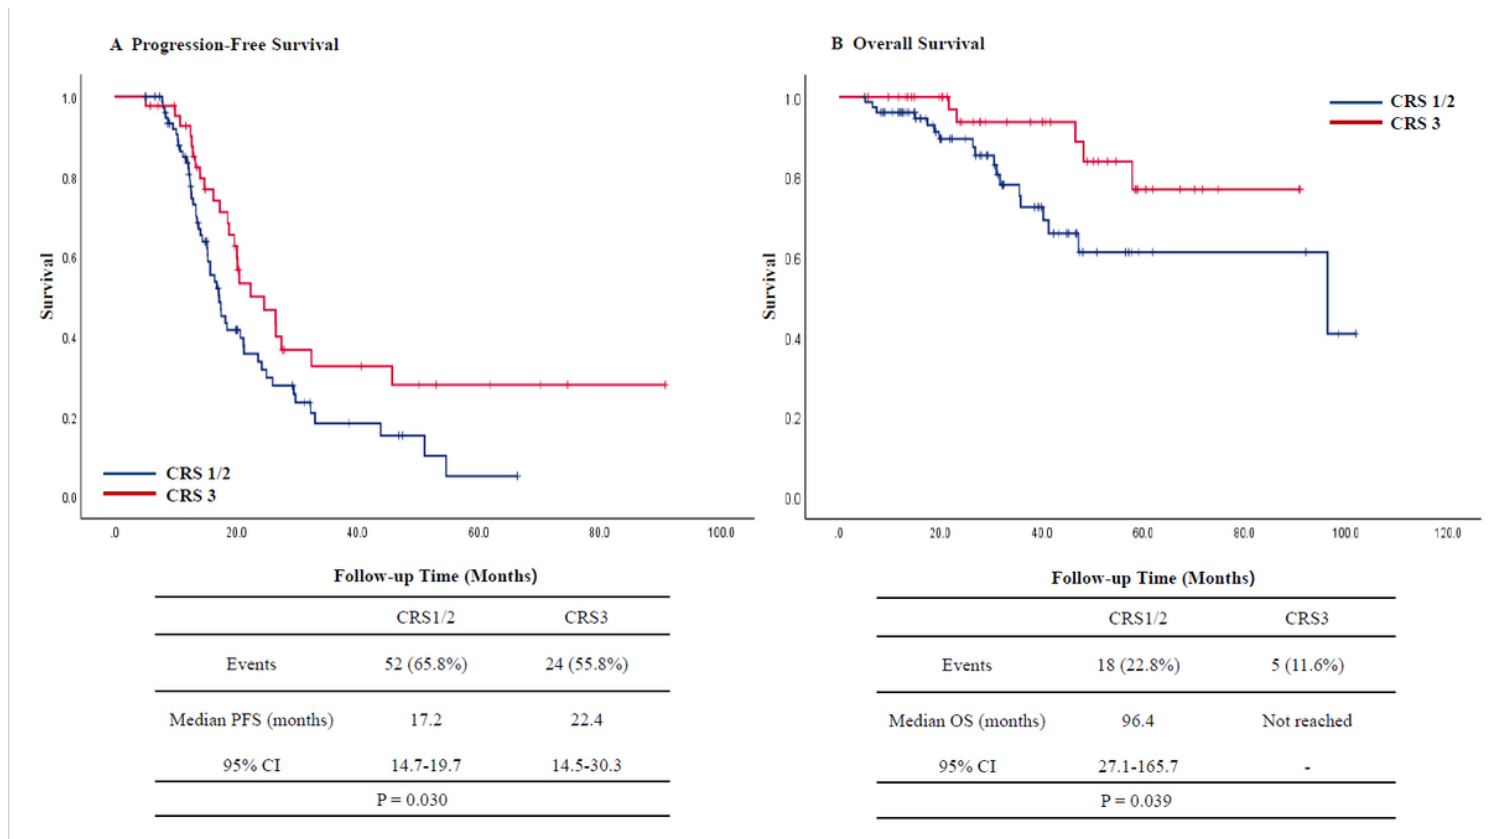 A Progression-Free Survival
1.0
0.8
0.6
0.4
0.2
0.0
Survival
CRS 1/2
CRS 3
.0 20.0 40.0 60.0 80.0 100.0
Follow-up Time (Months)
CRS1/2 CRS3
Events 52 (65.8%) 24 (55.8%)
Median PFS (months) 17.2 22.4
95% CI 14.7-19.7 14.5-30.3
P = 0.030
B Overall Survival
1.0
0.8
0.6
0.4
0.2
0.0
Survival
CRS 1/2
CRS 3
.0 20.0 40.0 60.0 80.0 100.0 120.0
Follow-up Time (Months)
CRS1/2 CRS3
Events 18 (22.8%) 5 (11.6%)
Median OS (months) 96.4 Not reached
95% CI 27.1-165.7 -
P = 0.039